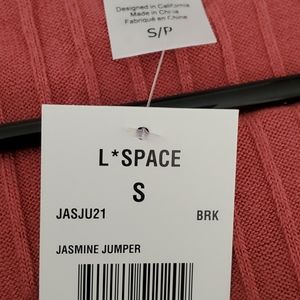 Designed in California
Made in China
Fabriqué en Chine
S/P
L*SPACE
S
JASJU21 BRK
JASMINE JUMPER